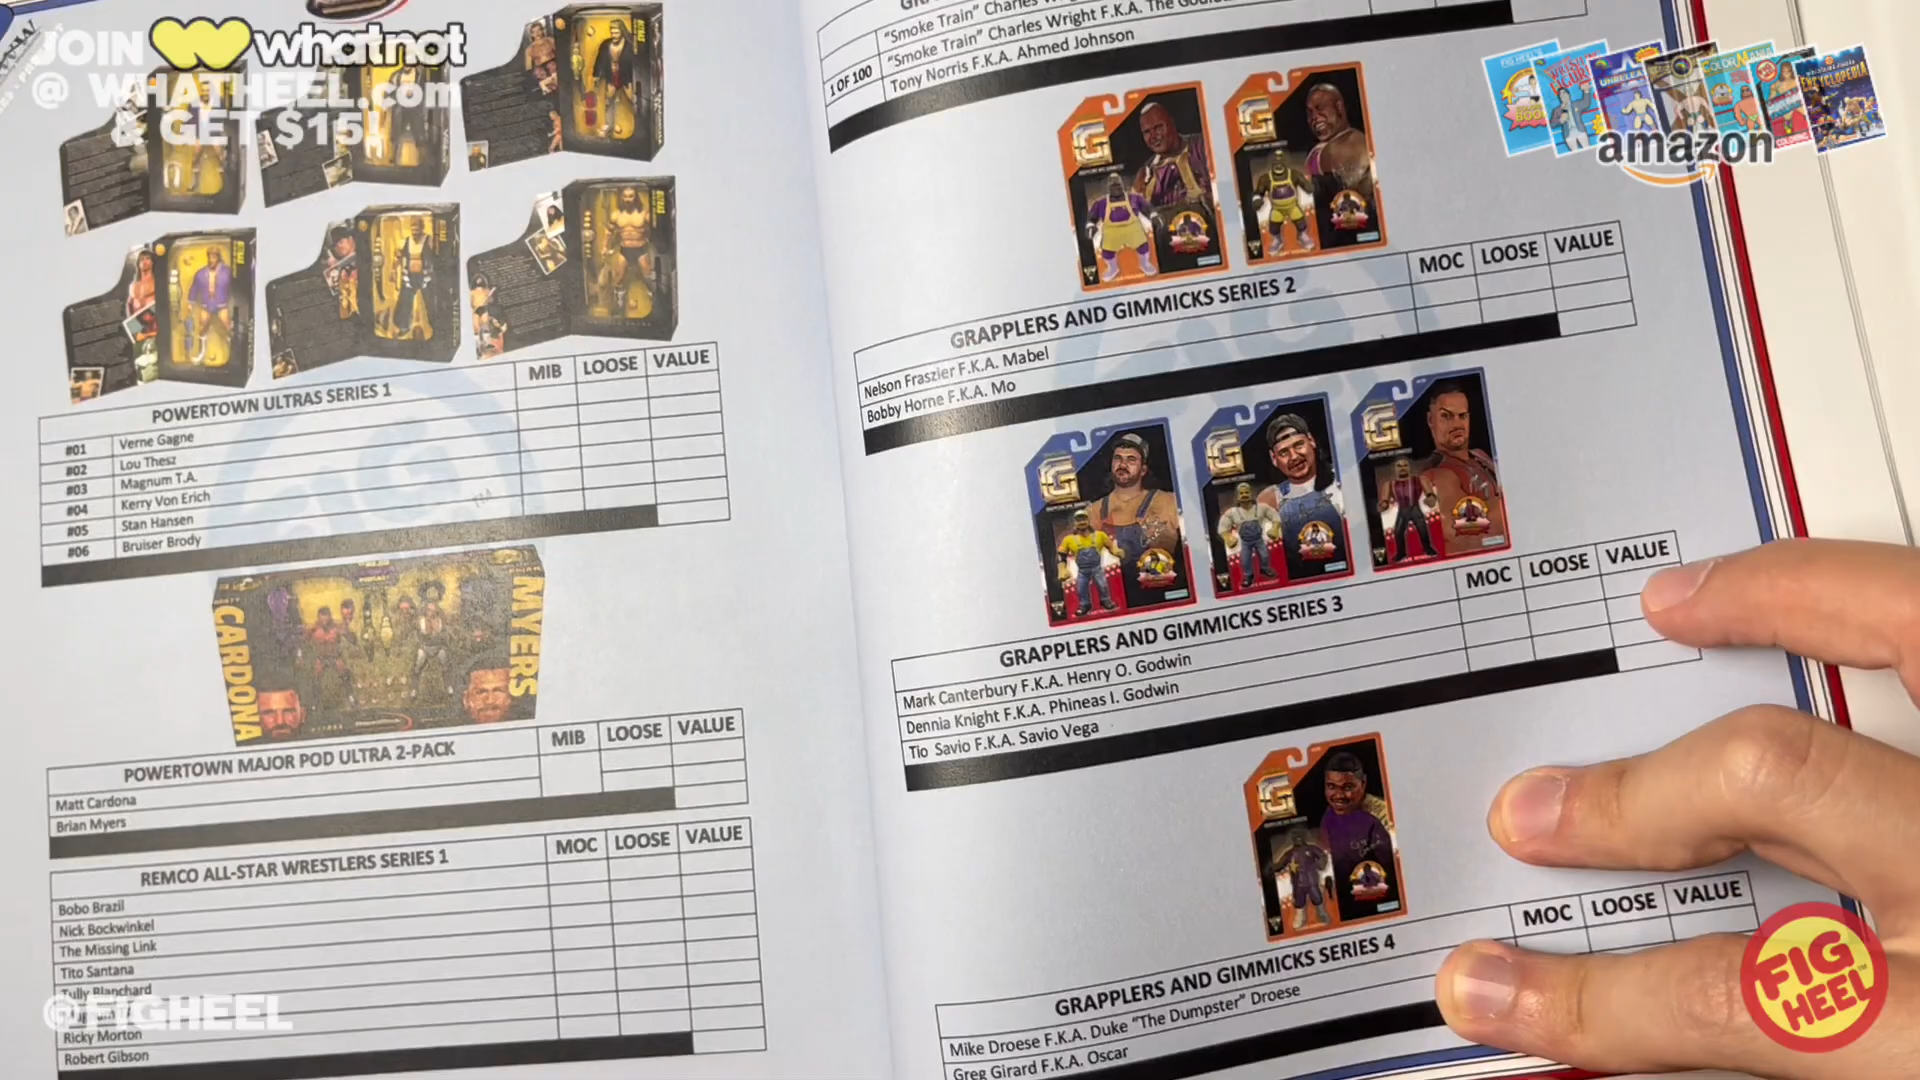 JOIN whatnot
@ WHATHEEL.com
& GET $15!
POWERTOWN ULTRAS SERIES 1 MIB LOOSE VALUE
#01 Verne Gagne
#02 Lou Thesz
#03 Magnum T.A.
#04 Kerry Von Erich
#05 Stan Hansen
#06 Bruiser Brody
TM
CARDONA
MYERS
POWERTOWN MAJOR POD ULTRA 2-PACK MIB LOOSE VALUE
Matt Cardona
Brian Myers
REMCO ALL-STAR WRESTLERS SERIES 1 MOC LOOSE VALUE
Bobo Brazil
Nick Bockwinkel
The Missing Link
Tito Santana
Tully Blanchard
Ricky Morton
Robert Gibson
@FIGHEEL
"Smoke Train" Charles
"Smoke Train" Charles Wright F.K.A. The
1 OF 100 Tony Norris F.K.A. Ahmed Johnson
G
G
GRAPPLERS AND GIMMICKS SERIES 2 MOC LOOSE VALUE
Nelson Fraszier F.K.A. Mabel
Bobby Horne F.K.A. Mo
G
G
G
GRAPPLERS AND GIMMICKS SERIES 3 MOC LOOSE VALUE
Mark Canterbury F.K.A. Henry O. Godwin
Dennia Knight F.K.A. Phineas I. Godwin
Tio Savio F.K.A. Savio Vega
G
GRAPPLERS AND GIMMICKS SERIES 4 MOC LOOSE VALUE
Mike Droese F.K.A. Duke "The Dumpster" Droese
Greg Girard F.K.A. Oscar
amazon
FIG
HEEL